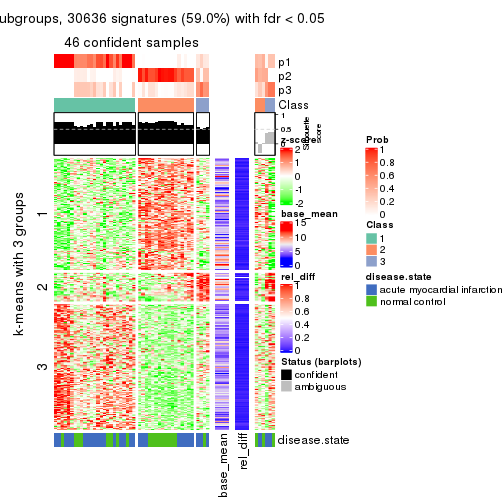 ubgroups, 30636 signatures (59.0%) with fdr < 0.05
46 confident samples
p1
p2
p3
Class
1
0.5
0
Silhouette
score
k-means with 3 groups
1
2
3
z-score
2
1
0
-1
-2
base_mean
15
10
5
0
rel_diff
1
0.8
0.6
0.4
0.2
0
Status (barplots)
confident
ambiguous
Prob
1
0.8
0.6
0.4
0.2
0
Class
1
2
3
disease.state
acute myocardial infarction
normal control
disease.state
base_mean
rel_diff